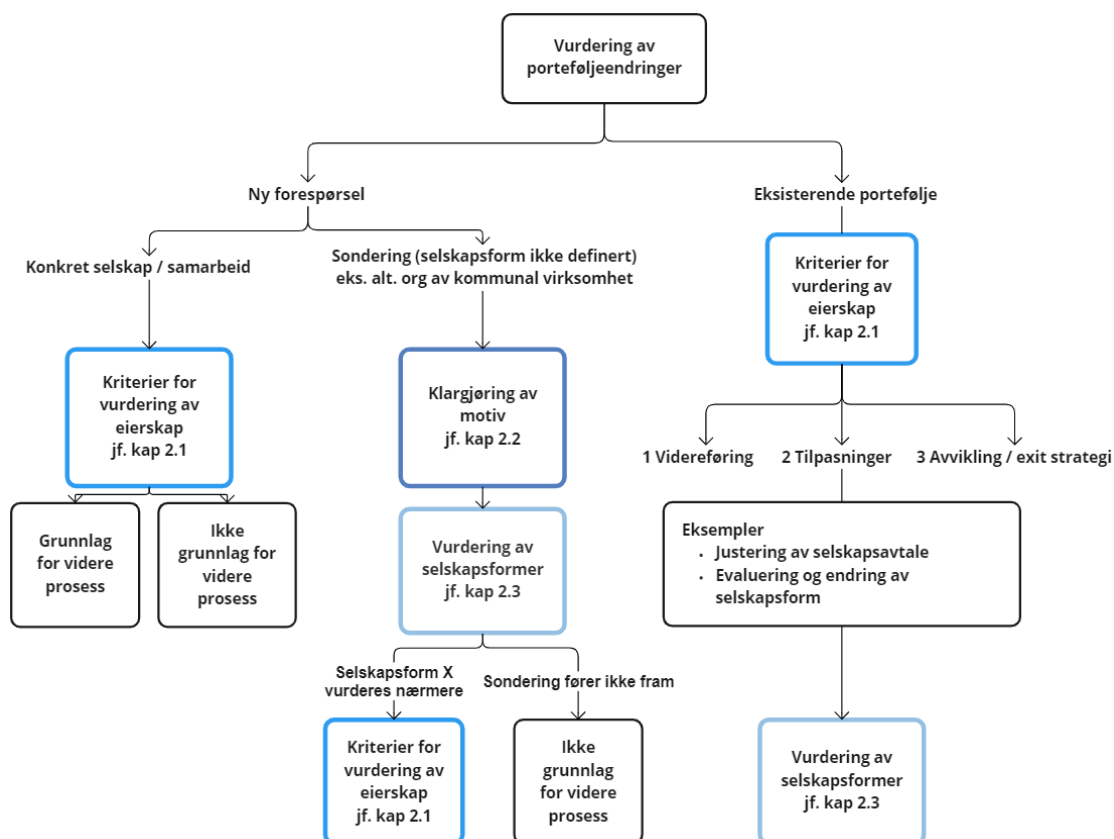 Vurdering av
porteføljeendringer
Ny forespørsel
Eksisterende portefølje
Konkret selskap / samarbeid
Sondering (selskapsform ikke definert)
eks. alt. org av kommunal virksomhet
Kriterier for
vurdering av
eierskap
jf. kap 2.1
Kriterier for
vurdering av
eierskap
jf. kap 2.1
Klargjøring av
motiv
jf. kap 2.2
1 Videreføring
2 Tilpasninger
3 Avvikling / exit strategi
Grunnlag
for videre
prosess
Ikke
grunnlag for
videre
prosess
Vurdering av
selskapsformer
jf. kap 2.3
Eksempler
• Justering av selskapsavtale
• Evaluering og endring av
selskapsform
Selskapsform X
vurderes nærmere
Sondering fører ikke fram
Kriterier for
vurdering av
eierskap
jf. kap 2.1
Ikke
grunnlag
for videre
prosess
Vurdering av
selskapsformer
jf. kap 2.3